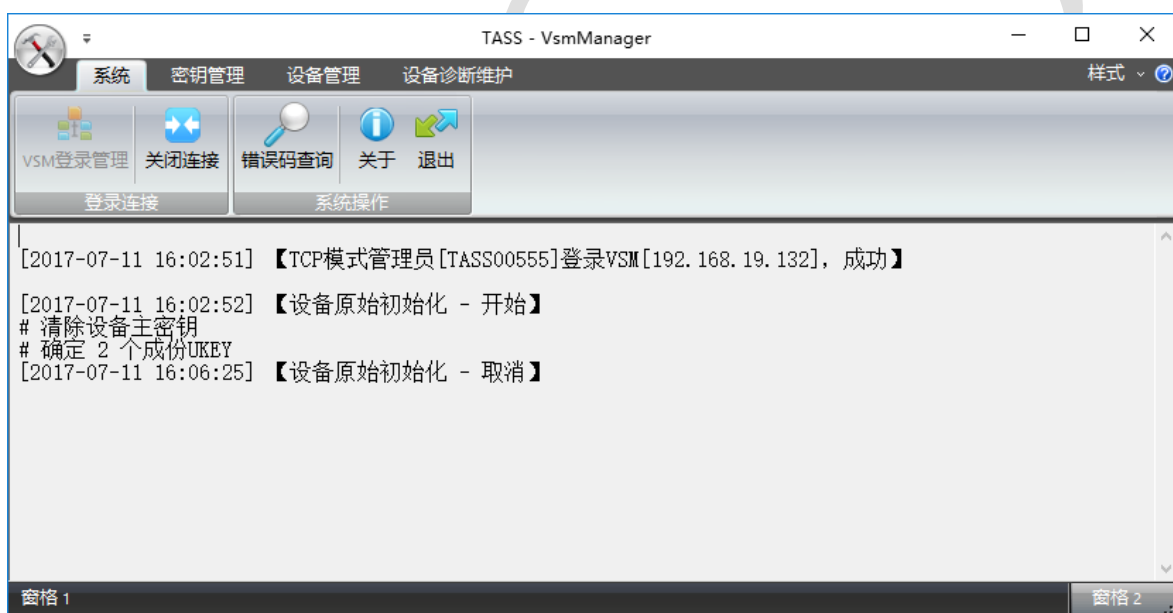 TASS - VsmManager
系统 密钥管理 设备管理 设备诊断维护 样式
VSM登录管理 关闭连接 错误码查询 关于 退出
登录连接 系统操作
[2017-07-11 16:02:51] 【TCP模式管理员[TASS00555]登录VSM[192.168.19.132], 成功】
[2017-07-11 16:02:52] 【设备原始初始化 - 开始】
# 清除设备主密钥
# 确定 2 个成份UKEY
[2017-07-11 16:06:25] 【设备原始初始化 - 取消】
窗格 1 窗格 2